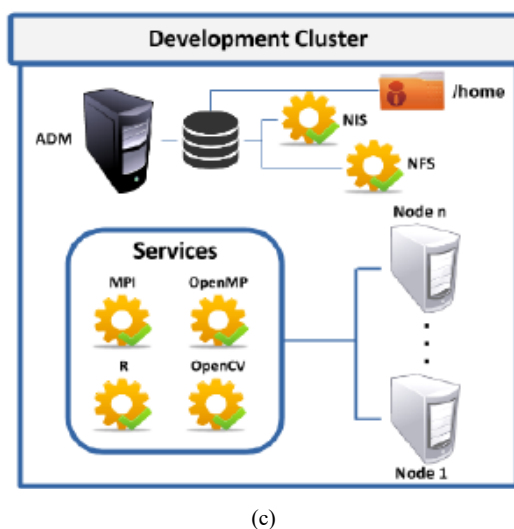 Development Cluster
/home
NIS
ADM
NFS
Node n
Services
MPI OpenMP
R OpenCV
Node 1
(c)